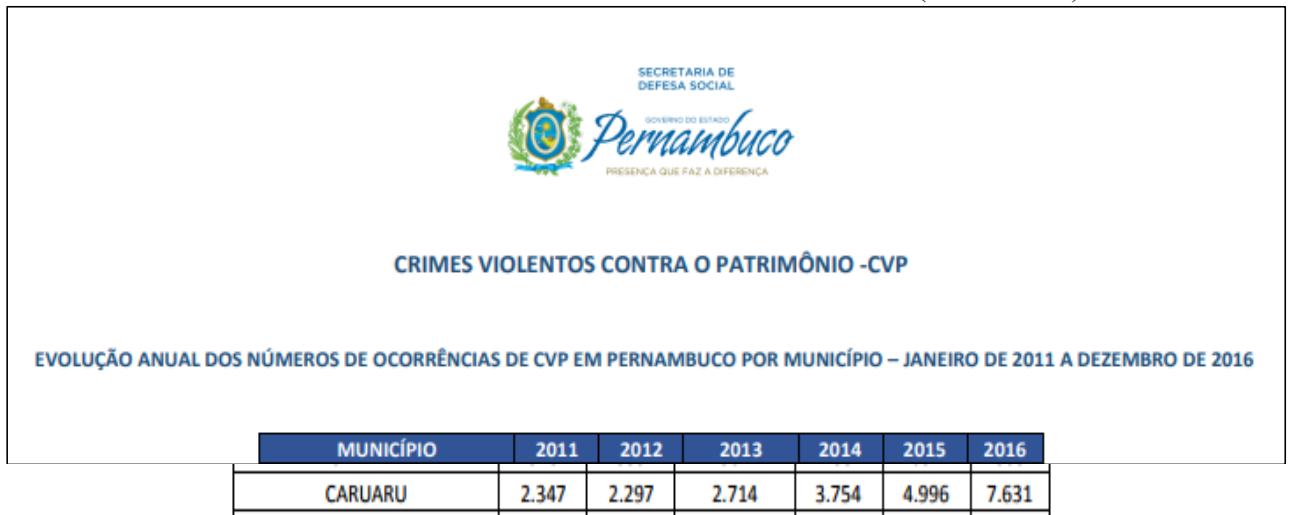 SECRETARIA DE
DEFESA SOCIAL
GOVERNO DO ESTADO
Pernambuco
PRESENÇA QUE FAZ A DIFERENÇA
CRIMES VIOLENTOS CONTRA O PATRIMÔNIO -CVP
EVOLUÇÃO ANUAL DOS NÚMEROS DE OCORRÊNCIAS DE CVP EM PERNAMBUCO POR MUNICÍPIO – JANEIRO DE 2011 A DEZEMBRO DE 2016
MUNICÍPIO 2011 2012 2013 2014 2015 2016
CARUARU 2.347 2.297 2.714 3.754 4.996 7.631